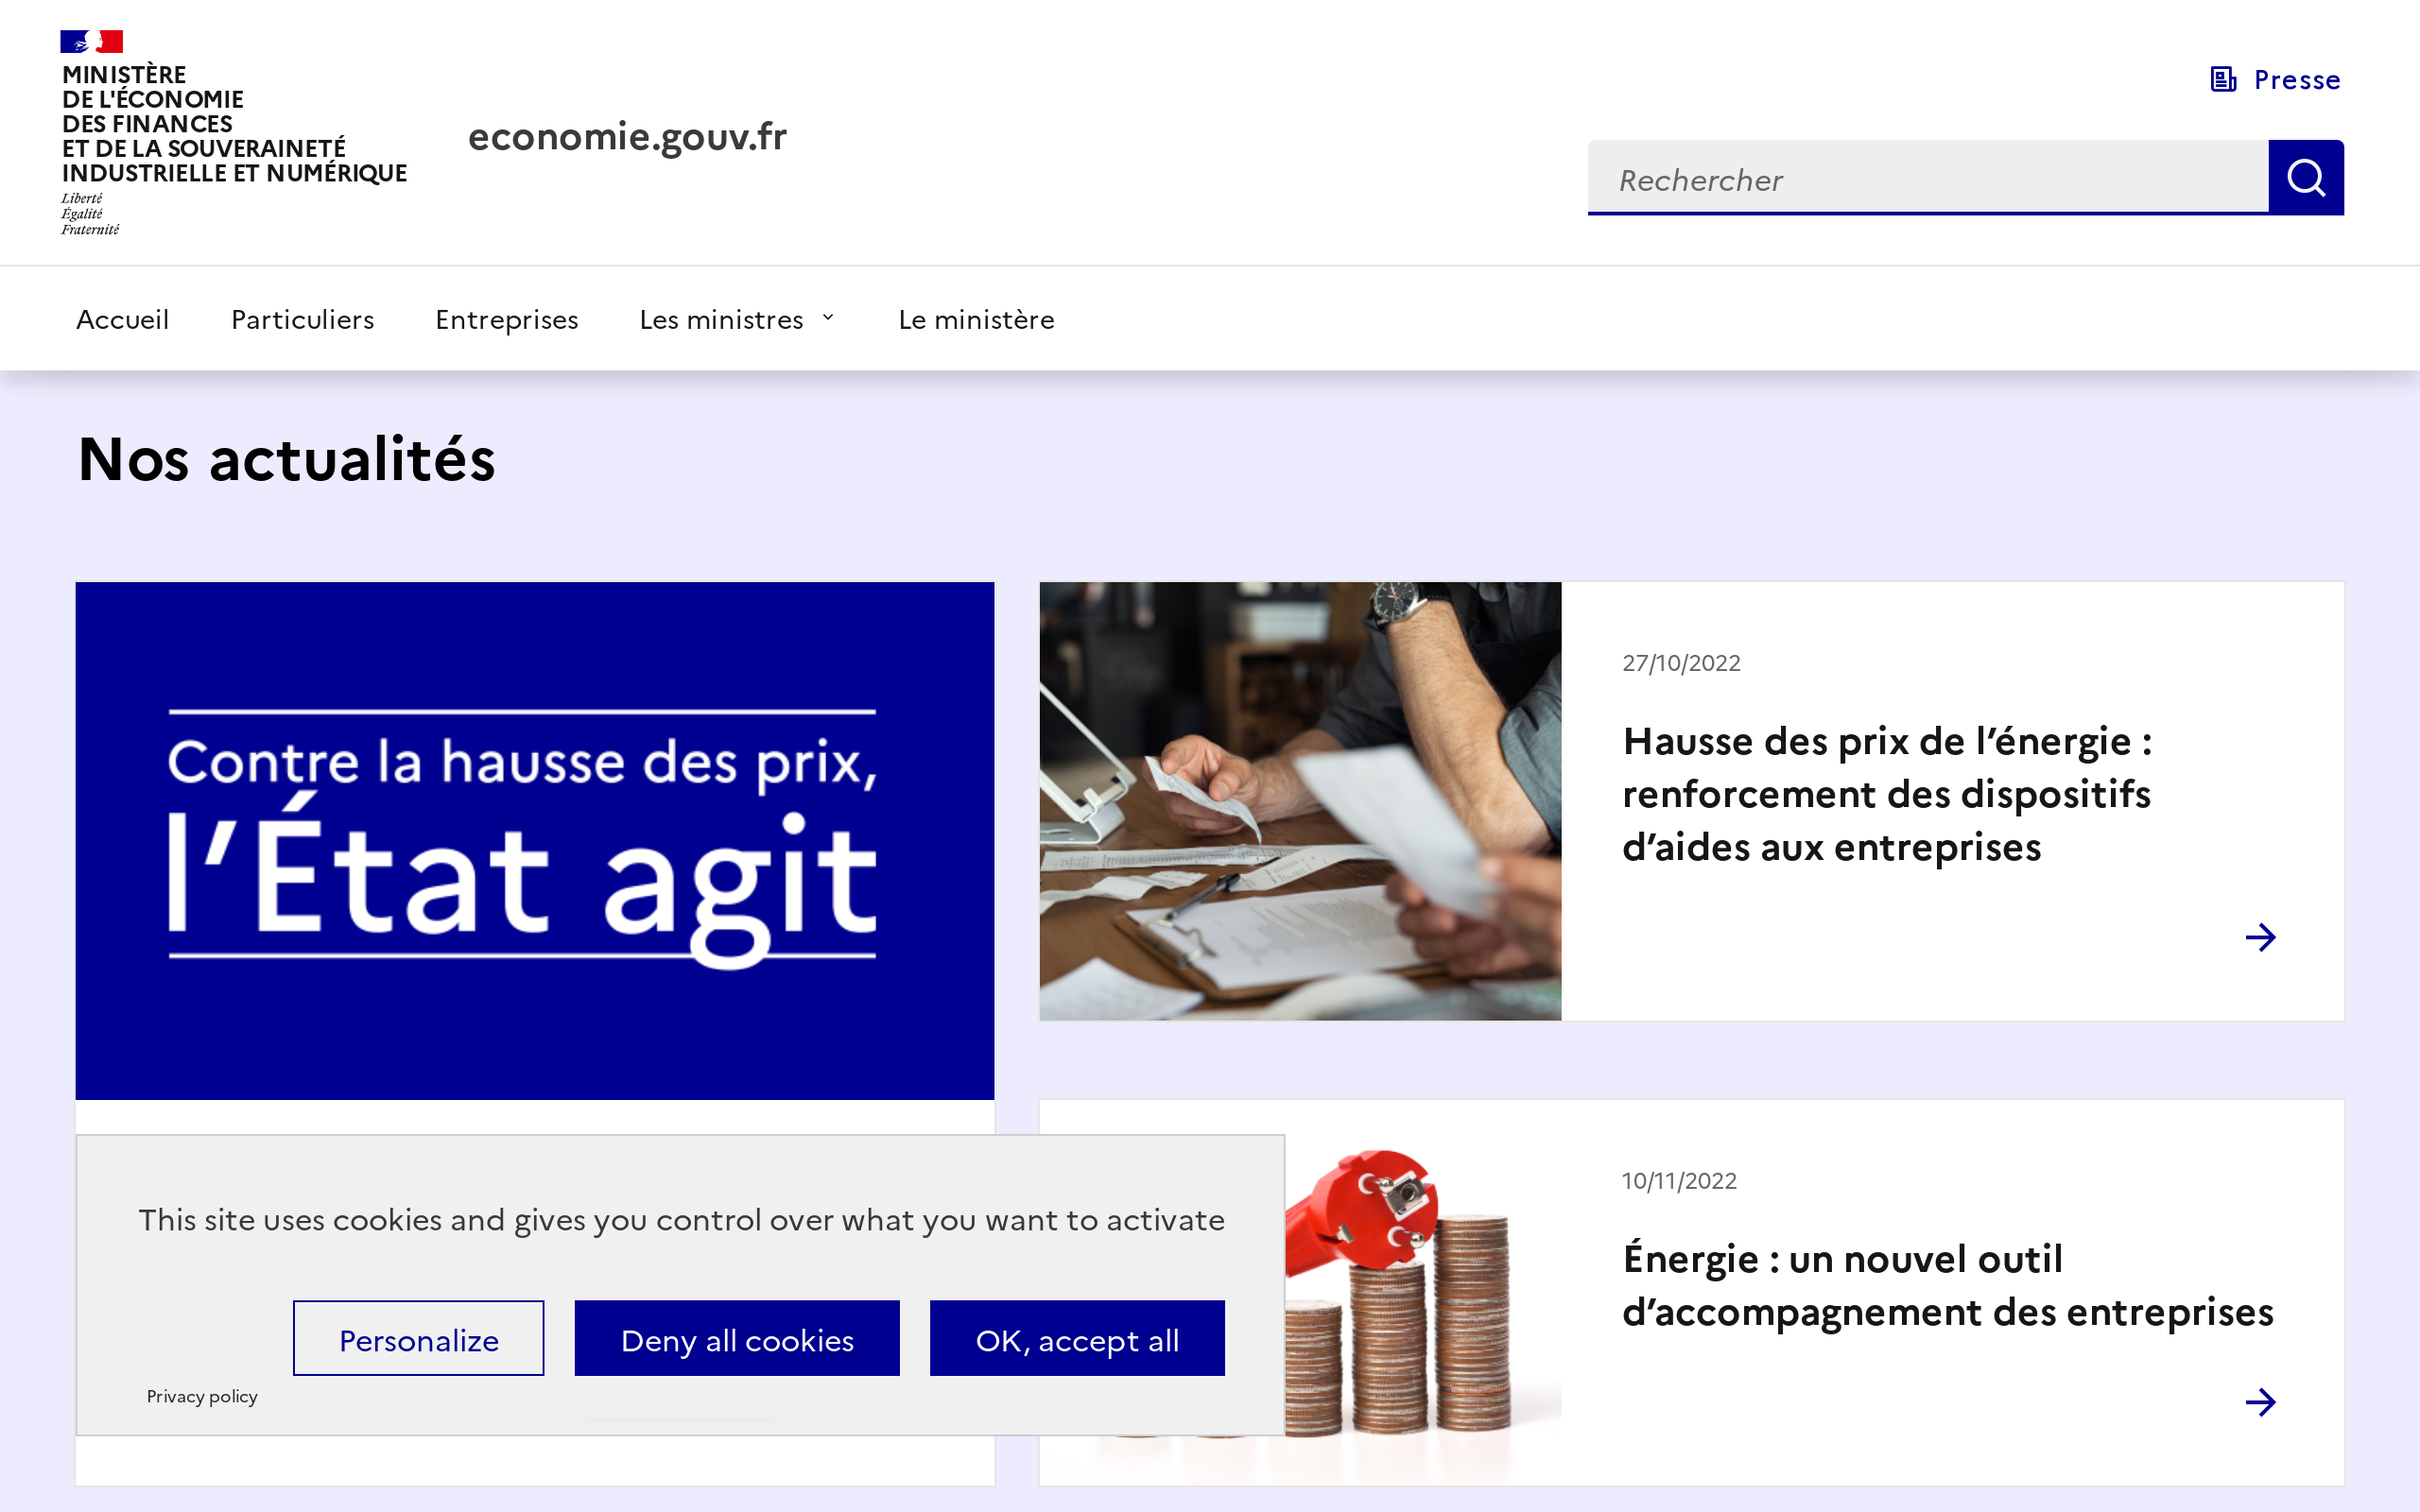 MINISTÈRE
DE L'ÉCONOMIE
DES FINANCES
ET DE LA SOUVERAINETÉ
INDUSTRIELLE ET NUMÉRIQUE
Liberté
Égalité
Fraternité
economie.gouv.fr
Presse
Rechercher
Accueil
Particuliers
Entreprises
Les ministres
Le ministère
Nos actualités
Contre la hausse des prix,
l’État agit
27/10/2022
Hausse des prix de l’énergie :
renforcement des dispositifs
d’aides aux entreprises
10/11/2022
Énergie : un nouvel outil
d’accompagnement des entreprises
This site uses cookies and gives you control over what you want to activate
Personalize
Deny all cookies
OK, accept all
Privacy policy